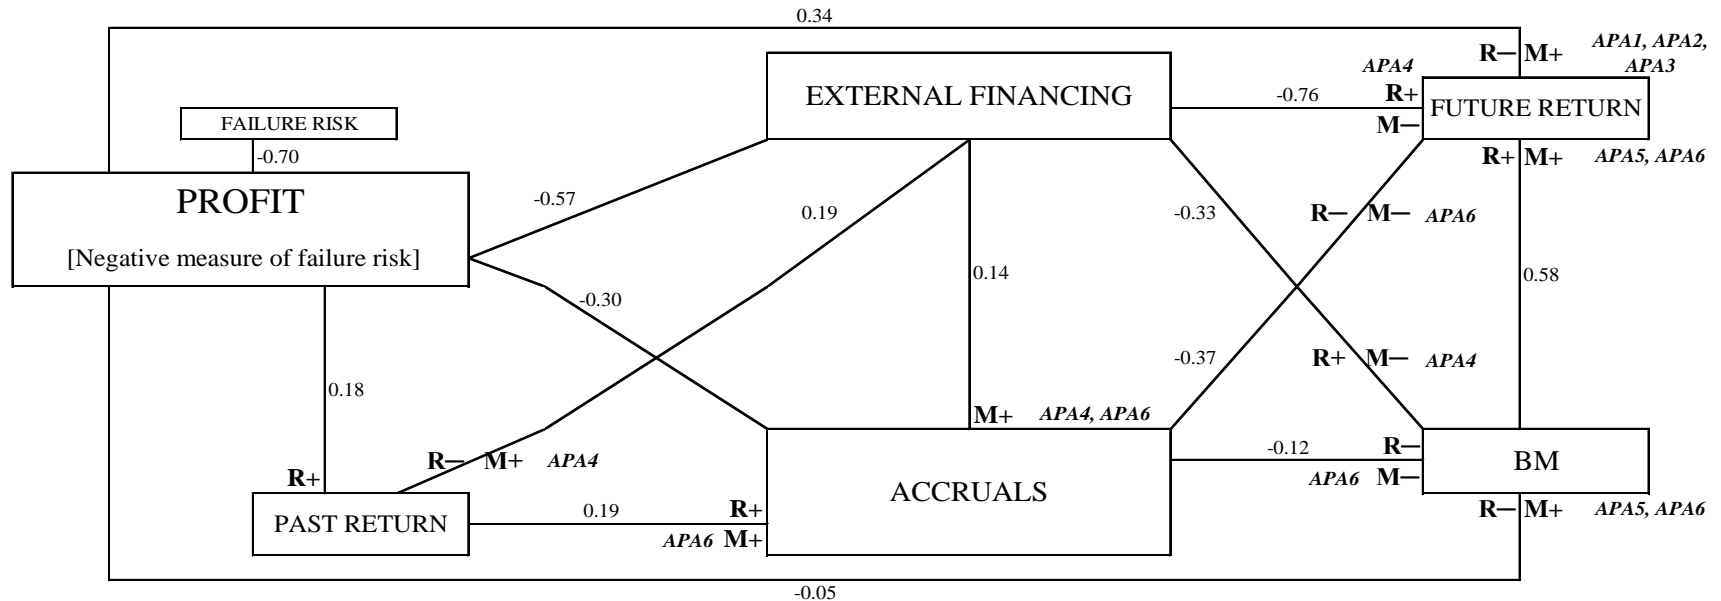 0.34
R— M+ APA1, APA2,
APA3
EXTERNAL FINANCING
APA4
R+
-0.76
M—
FUTURE RETURN
FAILURE RISK
-0.70
R+ M+ APA5, APA6
PROFIT
[Negative measure of failure risk]
-0.57
0.19
-0.33
R— M— APA6
-0.30
0.14
0.58
0.18
-0.37
R+ M— APA4
M+ APA4, APA6
R— M+ APA4
-0.12
R—
APA6 M—
BM
R+
ACCRUALS
PAST RETURN
0.19
R+
APA6 M+
R— M+ APA5, APA6
-0.05